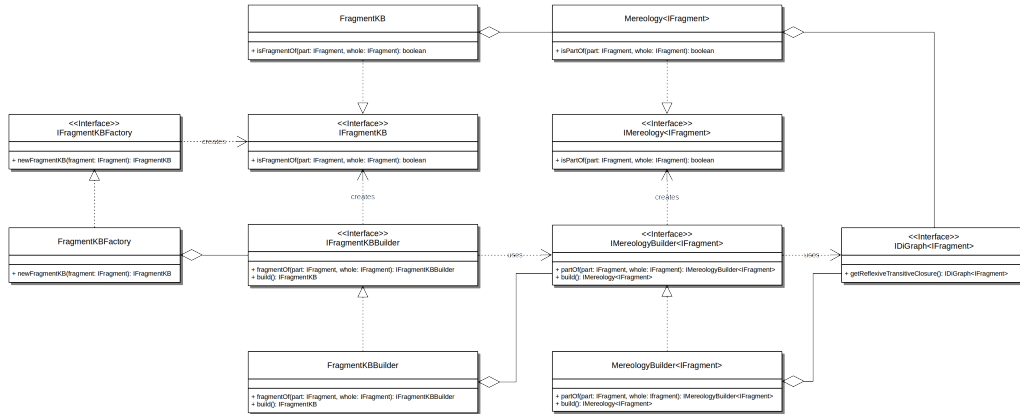 FragmentKB
+ isFragmentOf(part: IFragment, whole: IFragment): boolean
Mereology<IFragment>
+ isPartOf(part: IFragment, whole: IFragment): boolean
<<Interface>>
IFragmentKBFactory
+ newFragmentKB(fragment: IFragment): IFragmentKB
creates
<<Interface>>
IFragmentKB
+ isFragmentOf(part: IFragment, whole: IFragment): boolean
<<Interface>>
IMereology<IFragment>
+ isPartOf(part: IFragment, whole: IFragment): boolean
creates
creates
FragmentKBFactory
+ newFragmentKB(fragment: IFragment): IFragmentKB
<<Interface>>
IFragmentKBBuilder
+ fragmentOf(part: IFragment, whole: IFragment): IFragmentKBBuilder
+ build(): IFragmentKB
uses
<<Interface>>
IMereologyBuilder<IFragment>
+ partOf(part: IFragment, whole: IFragment): IMereologyBuilder<IFragment>
+ build(): IMereology<IFragment>
uses
<<Interface>>
IDiGraph<IFragment>
+ getReflexiveTransitiveClosure(): IDiGraph<IFragment>
FragmentKBBuilder
+ fragmentOf(part: IFragment, whole: IFragment): IFragmentKBBuilder
+ build(): IFragmentKB
MereologyBuilder<IFragment>
+ partOf(part: IFragment, whole: Ifragment): IMereologyBuilder<IFragment>
+ build(): IMereology<IFragment>